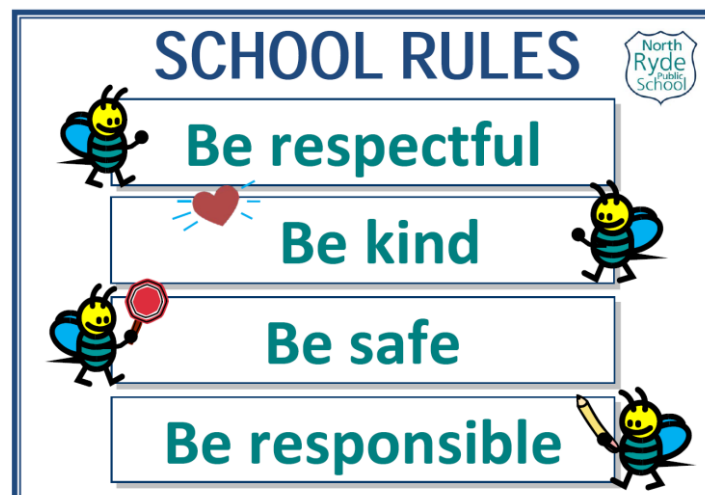 SCHOOL RULES
North
Ryde
Public
School
Be respectful
Be kind
Be safe
Be responsible